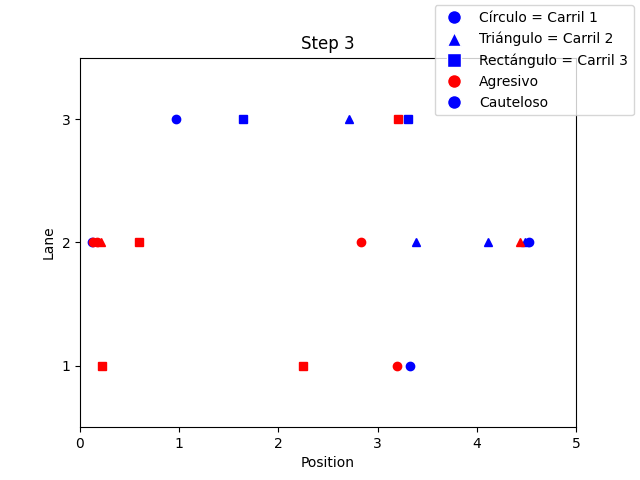 Step 3
Círculo = Carril 1
Triángulo = Carril 2
Rectángulo = Carril 3
Agresivo
Cauteloso
Lane
3
2
1
0 1 2 3 4 5
Position